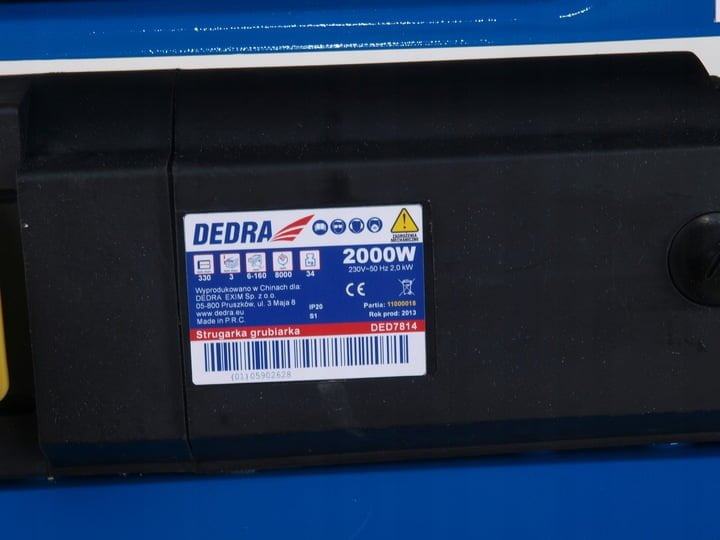 DEDRA
ZAGROŻENIA
MECHANICZNE
2000W
230V~50 Hz 2,0 kW
330 3 6-160 8000 34
Wyprodukowano w Chinach dla:
DEDRA EXIM Sp. z o.o.
05-800 Pruszków, ul. 3 Maja 8
www.dedra.eu
Made in P.R.C.
IP20
S1
CE
Partia: 11000018
Rok prod: 2013
Strugarka grubiarka DED7814
(01)05902628